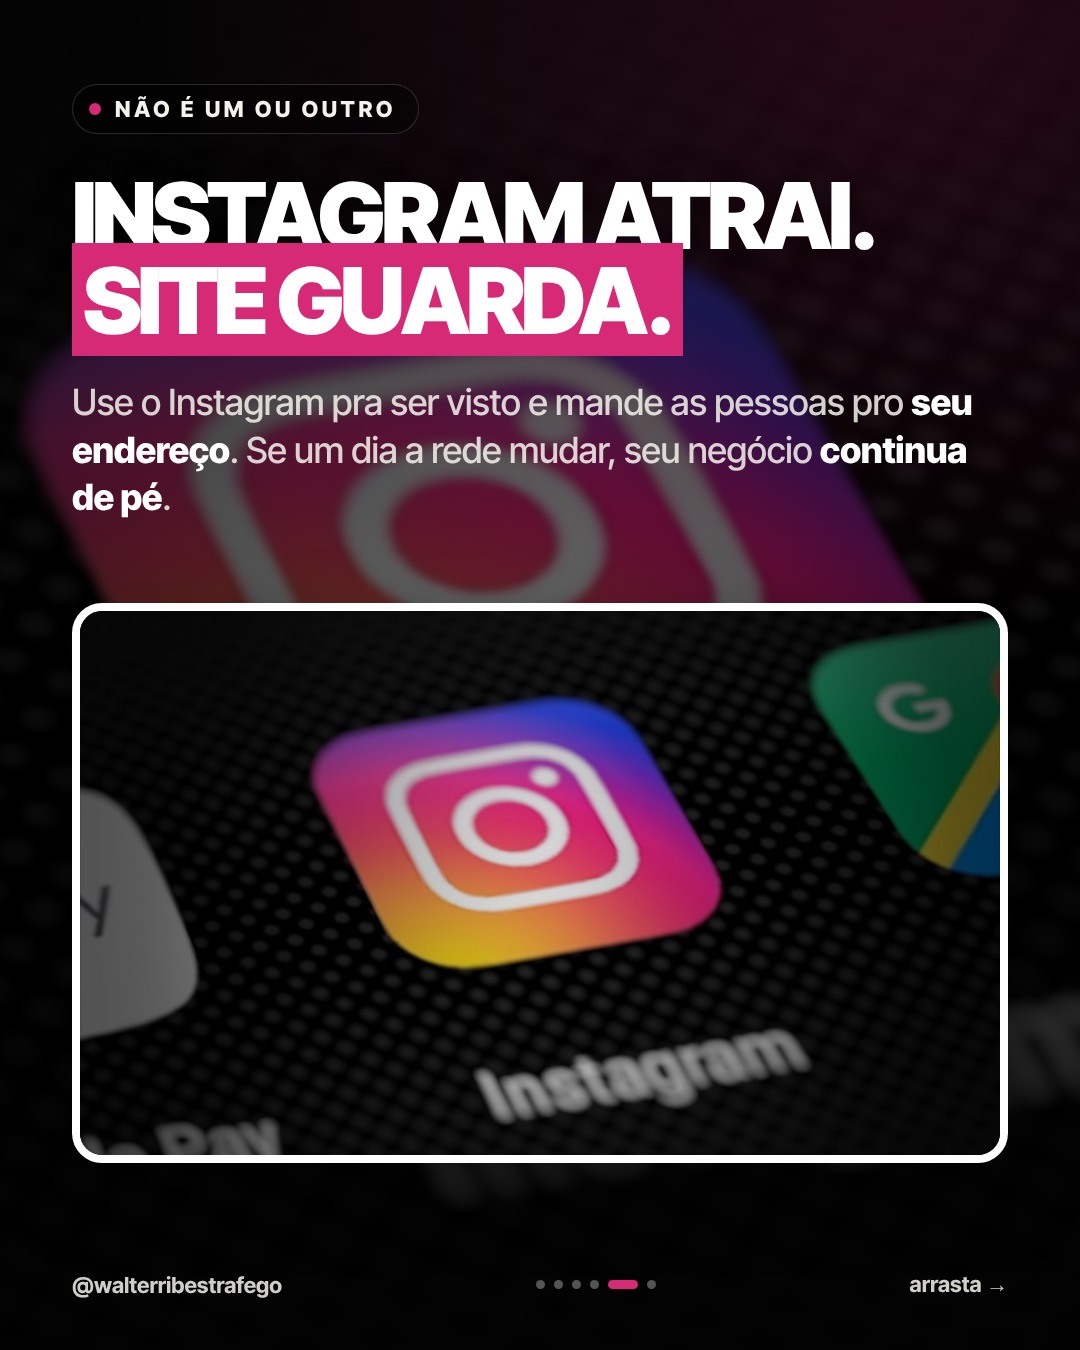 NÃO É UM OU OUTRO
INSTAGRAM ATRAI.
SITE GUARDA.
Use o Instagram pra ser visto e mande as pessoas pro seu
endereço. Se um dia a rede mudar, seu negócio continua
de pé.
G
y
Instagram
Pay
@walterribestrafego
arrasta →